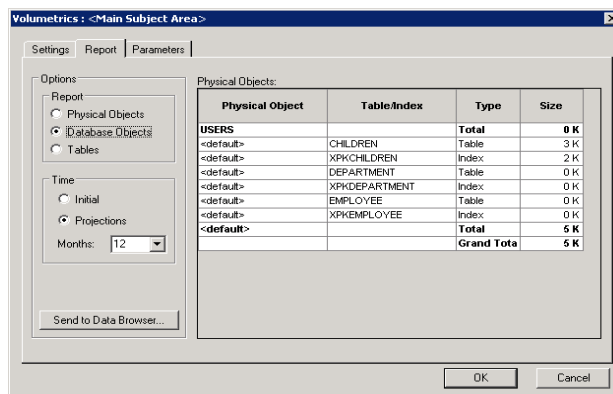 Volumetrics : <Main Subject Area>
Settings Report Parameters
Options
Report
Physical Objects
Database Objects
Tables
Time
Initial
Projections
Months: 12
Send to Data Browser...
Physical Objects:
Physical Object Table/Index Type Size
USERS Total 0 K
<default> CHILDREN Table 3 K
<default> XPKCHILDREN Index 2 K
<default> DEPARTMENT Table 0 K
<default> XPKDEPARTMENT Index 0 K
<default> EMPLOYEE Table 0 K
<default> XPKEMPLOYEE Index 0 K
<default> Total 5 K
Grand Tota 5 K
OK Cancel